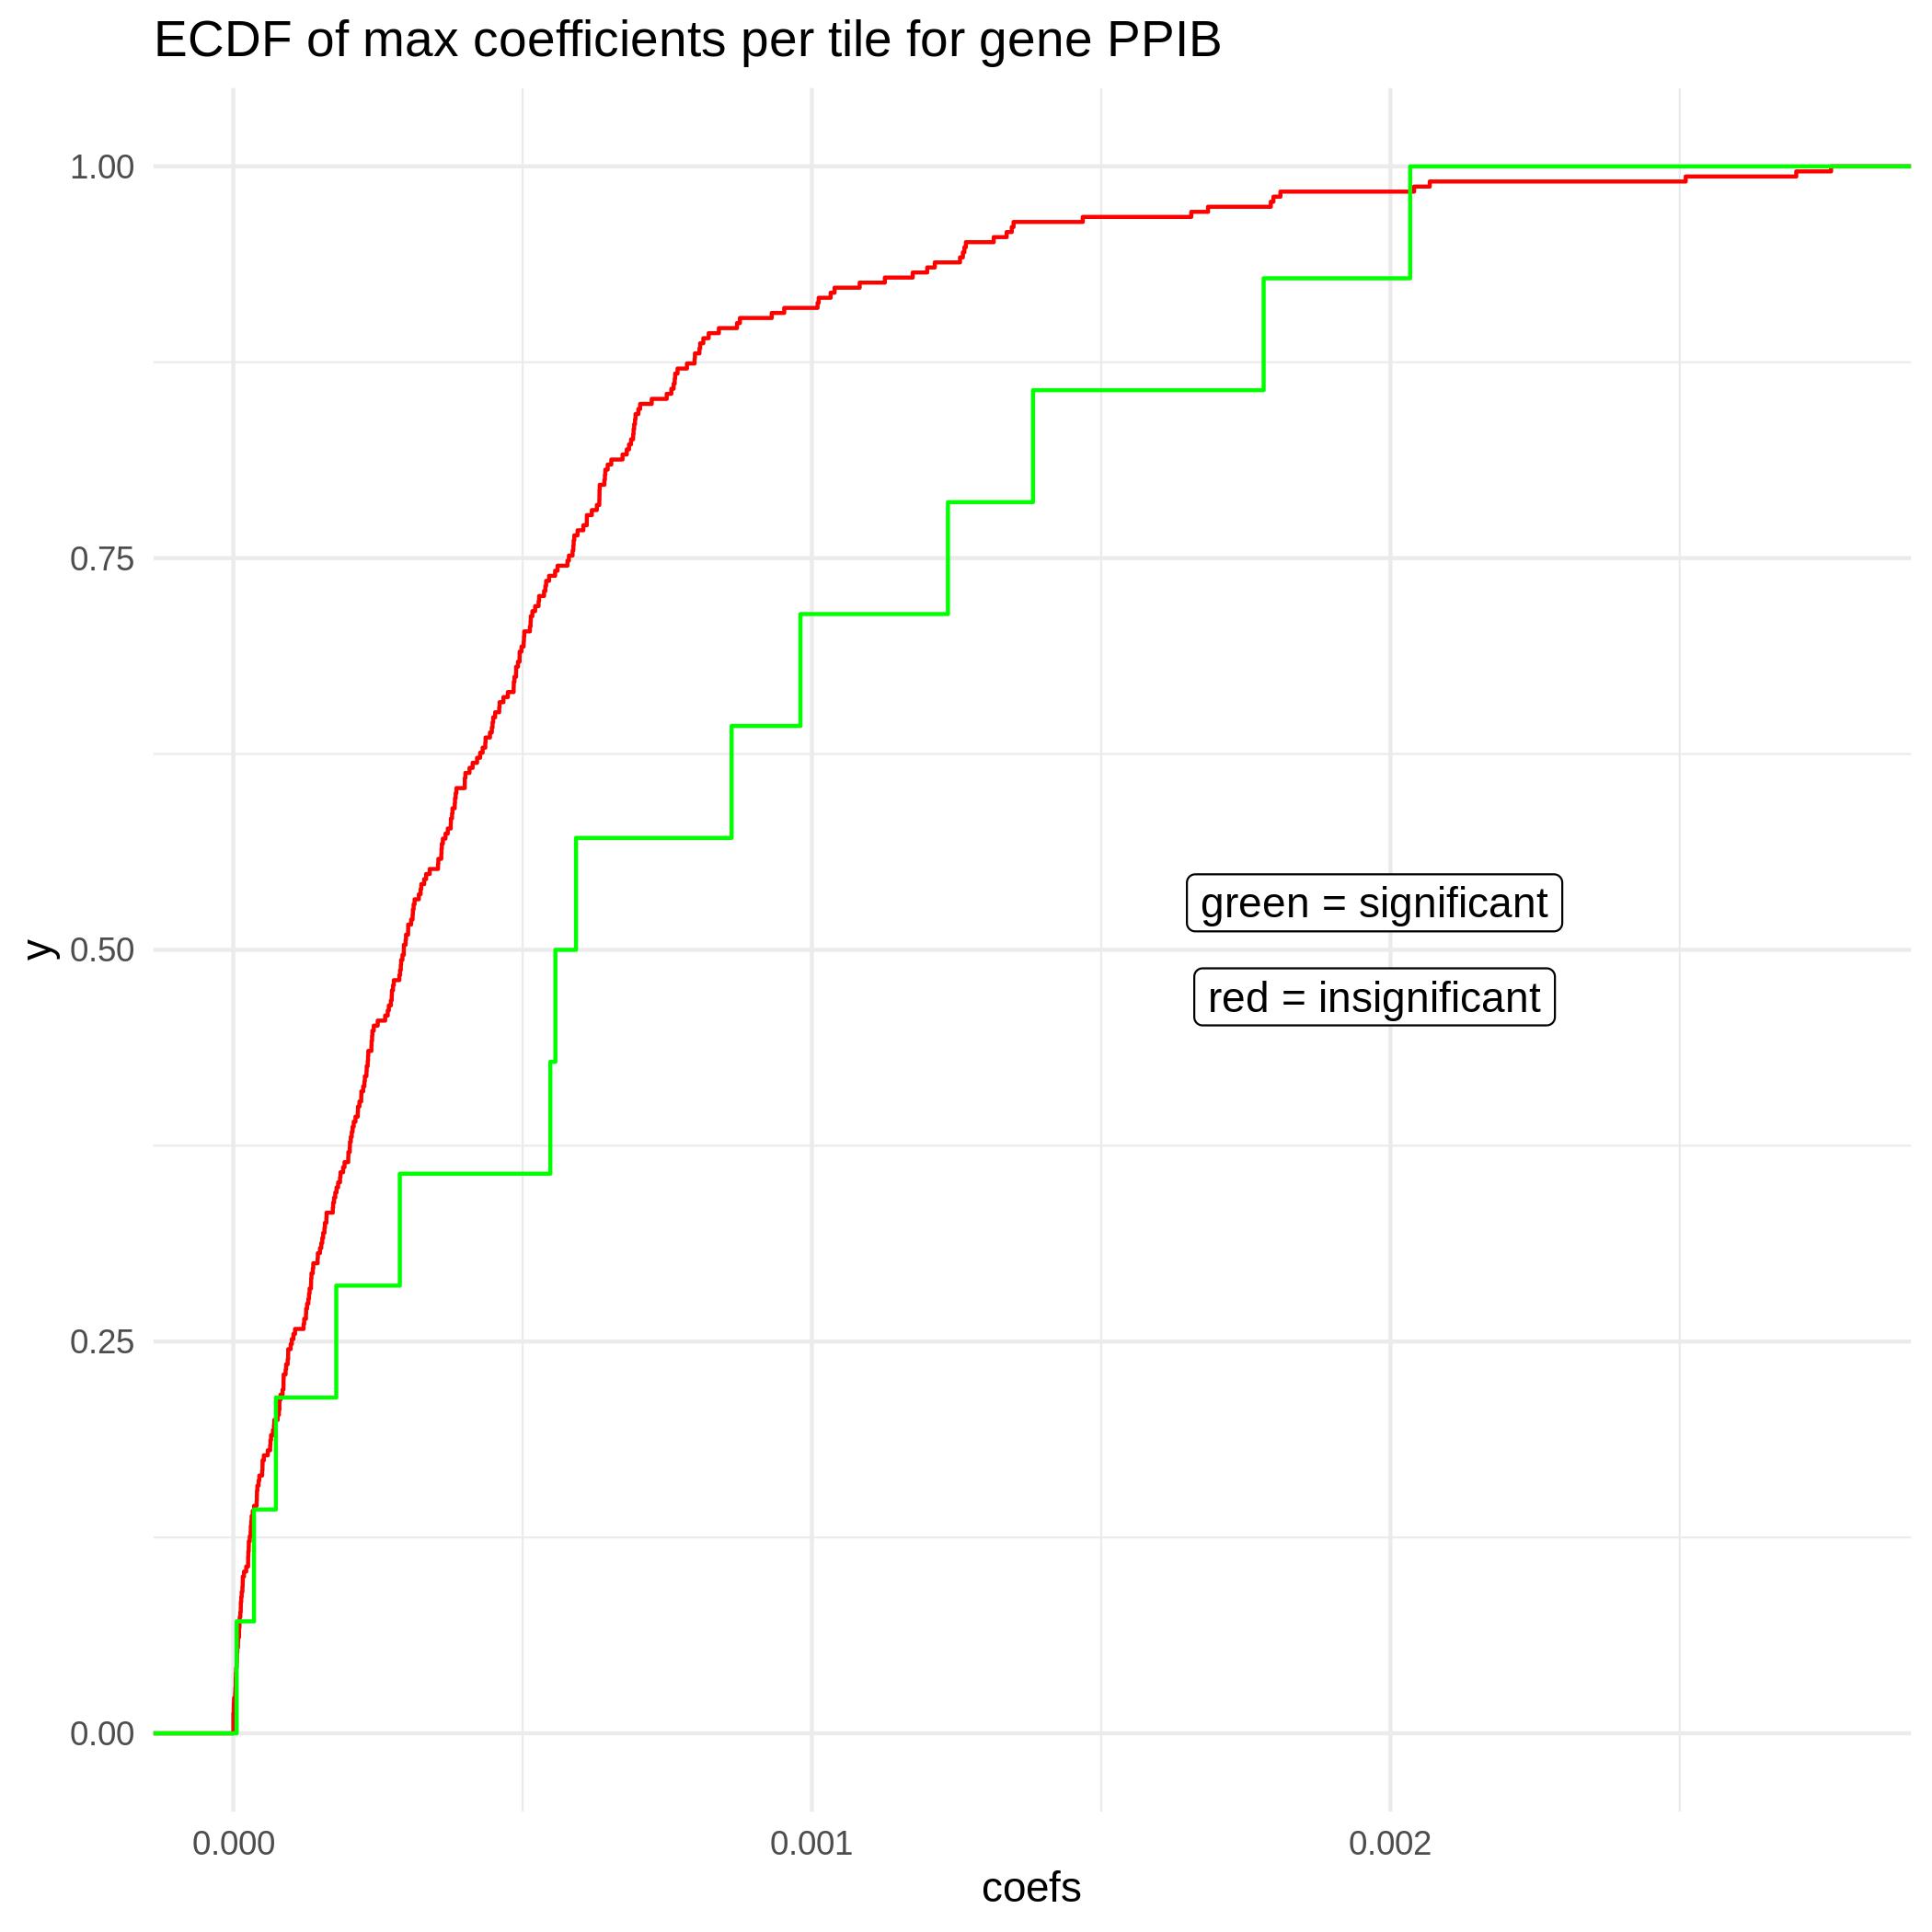 ECDF of max coefficients per tile for gene PPIB
1.00
0.75
0.50
0.25
0.00
y
green = significant
red = insignificant
0.000
0.001
0.002
coefs